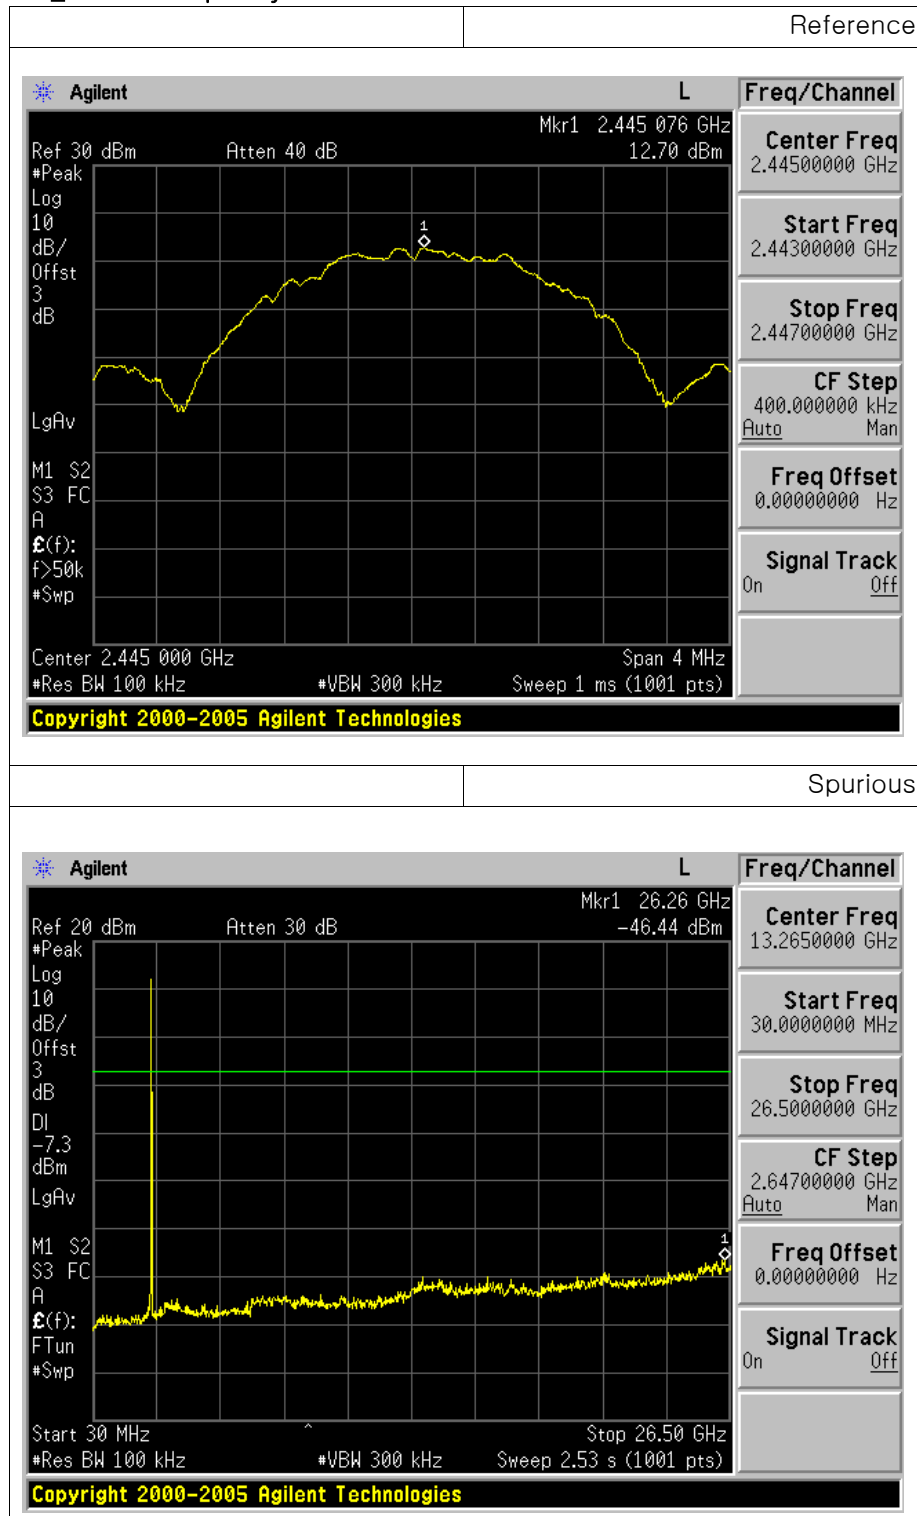 Reference
Agilent L Freq/Channel
Mkr1 2.445 076 GHz
Ref 30 dBm Atten 40 dB 12.70 dBm
#Peak
Log
10
dB/
Offst
3
dB
1
LgAv
M1 S2
S3 FC
A
£(f):
f>50k
#Swp
Center 2.445 000 GHz Span 4 MHz
#Res BW 100 kHz #VBW 300 kHz Sweep 1 ms (1001 pts)
Center Freq
2.44500000 GHz
Start Freq
2.44300000 GHz
Stop Freq
2.44700000 GHz
CF Step
400.000000 kHz
Auto Man
Freq Offset
0.00000000 Hz
Signal Track
On Off
Copyright 2000-2005 Agilent Technologies
Spurious
Agilent L Freq/Channel
Mkr1 26.26 GHz
Ref 20 dBm Atten 30 dB -46.44 dBm
#Peak
Log
10
dB/
Offst
3
dB
DI
-7.3
dBm
LgAv
1
M1 S2
S3 FC
A
£(f):
FTun
#Swp
Start 30 MHz ^ Stop 26.50 GHz
#Res BW 100 kHz #VBW 300 kHz Sweep 2.53 s (1001 pts)
Center Freq
13.2650000 GHz
Start Freq
30.0000000 MHz
Stop Freq
26.5000000 GHz
CF Step
2.64700000 GHz
Auto Man
Freq Offset
0.00000000 Hz
Signal Track
On Off
Copyright 2000-2005 Agilent Technologies